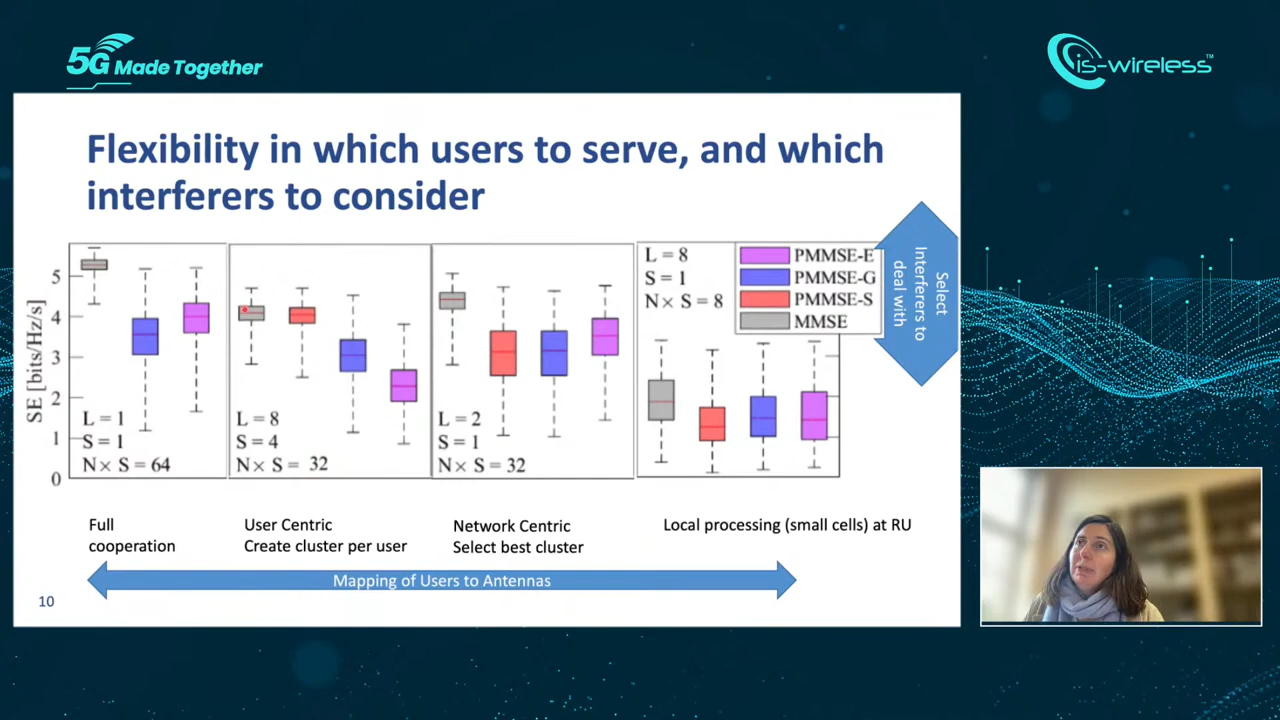 5G Made Together
is-wireless™
Flexibility in which users to serve, and which
interferers to consider
SE [bits/Hz/s]
5
4
3
2
1
0
L = 1
S = 1
N× S = 64
L = 8
S = 4
N× S = 32
L = 2
S = 1
N× S = 32
L = 8
S = 1
N× S = 8
PMMSE-E
PMMSE-G
PMMSE-S
MMSE
Select
Interferers to
deal with
Full
cooperation
User Centric
Create cluster per user
Network Centric
Select best cluster
Local processing (small cells) at RU
Mapping of Users to Antennas
10